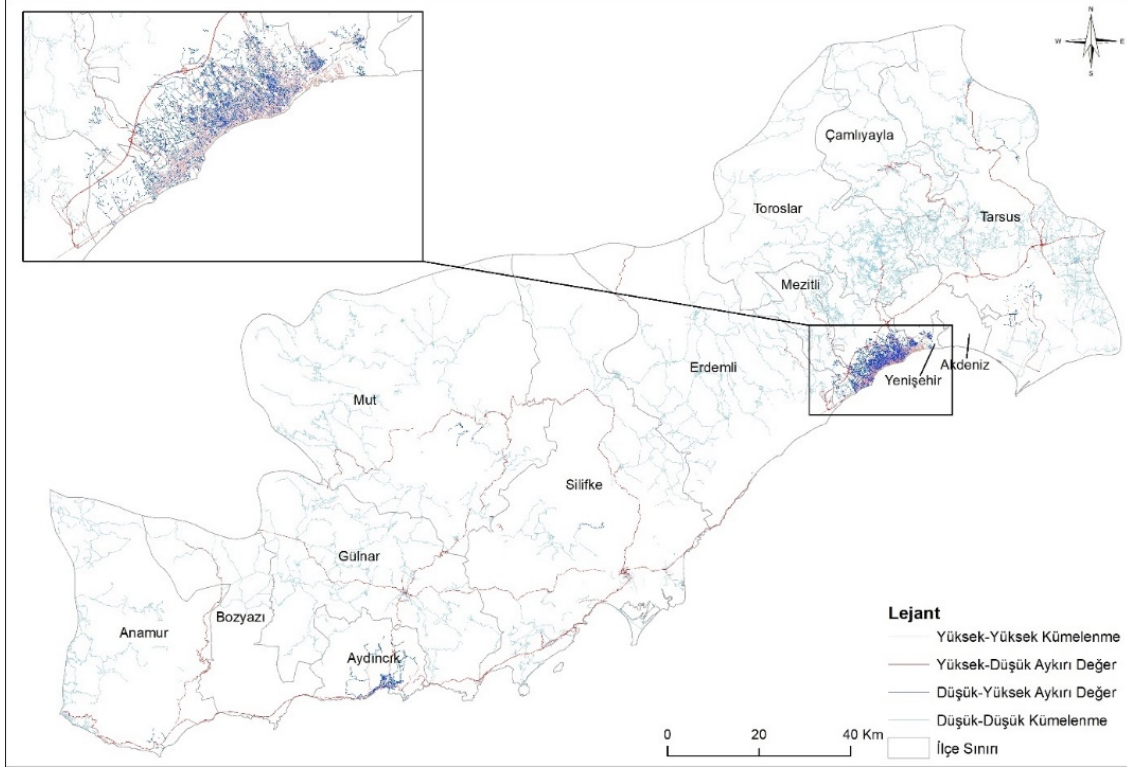 N
W E
S
Çamlıyayla
Toroslar
Tarsus
Mezitli
Erdemli
Akdeniz
Yenişehir
Mut
Silifke
Gülnar
Bozyazı
Anamur
Aydıncık
Lejant
Yüksek-Yüksek Kümelenme
Yüksek-Düşük Aykırı Değer
Düşük-Yüksek Aykırı Değer
Düşük-Düşük Kümelenme
İlçe Sınırı
0 20 40 Km